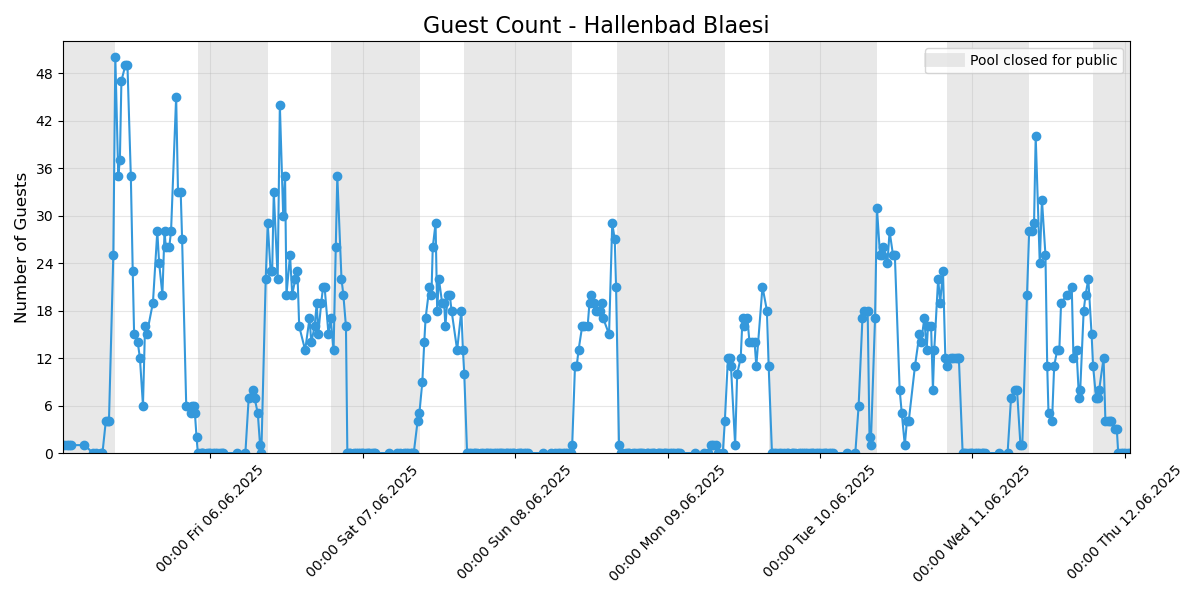 Guest Count - Hallenbad Blaesi
Pool closed for public
Number of Guests
48
42
36
30
24
18
12
6
0
00:00 Fri 06.06.2025
00:00 Sat 07.06.2025
00:00 Sun 08.06.2025
00:00 Mon 09.06.2025
00:00 Tue 10.06.2025
00:00 Wed 11.06.2025
00:00 Thu 12.06.2025